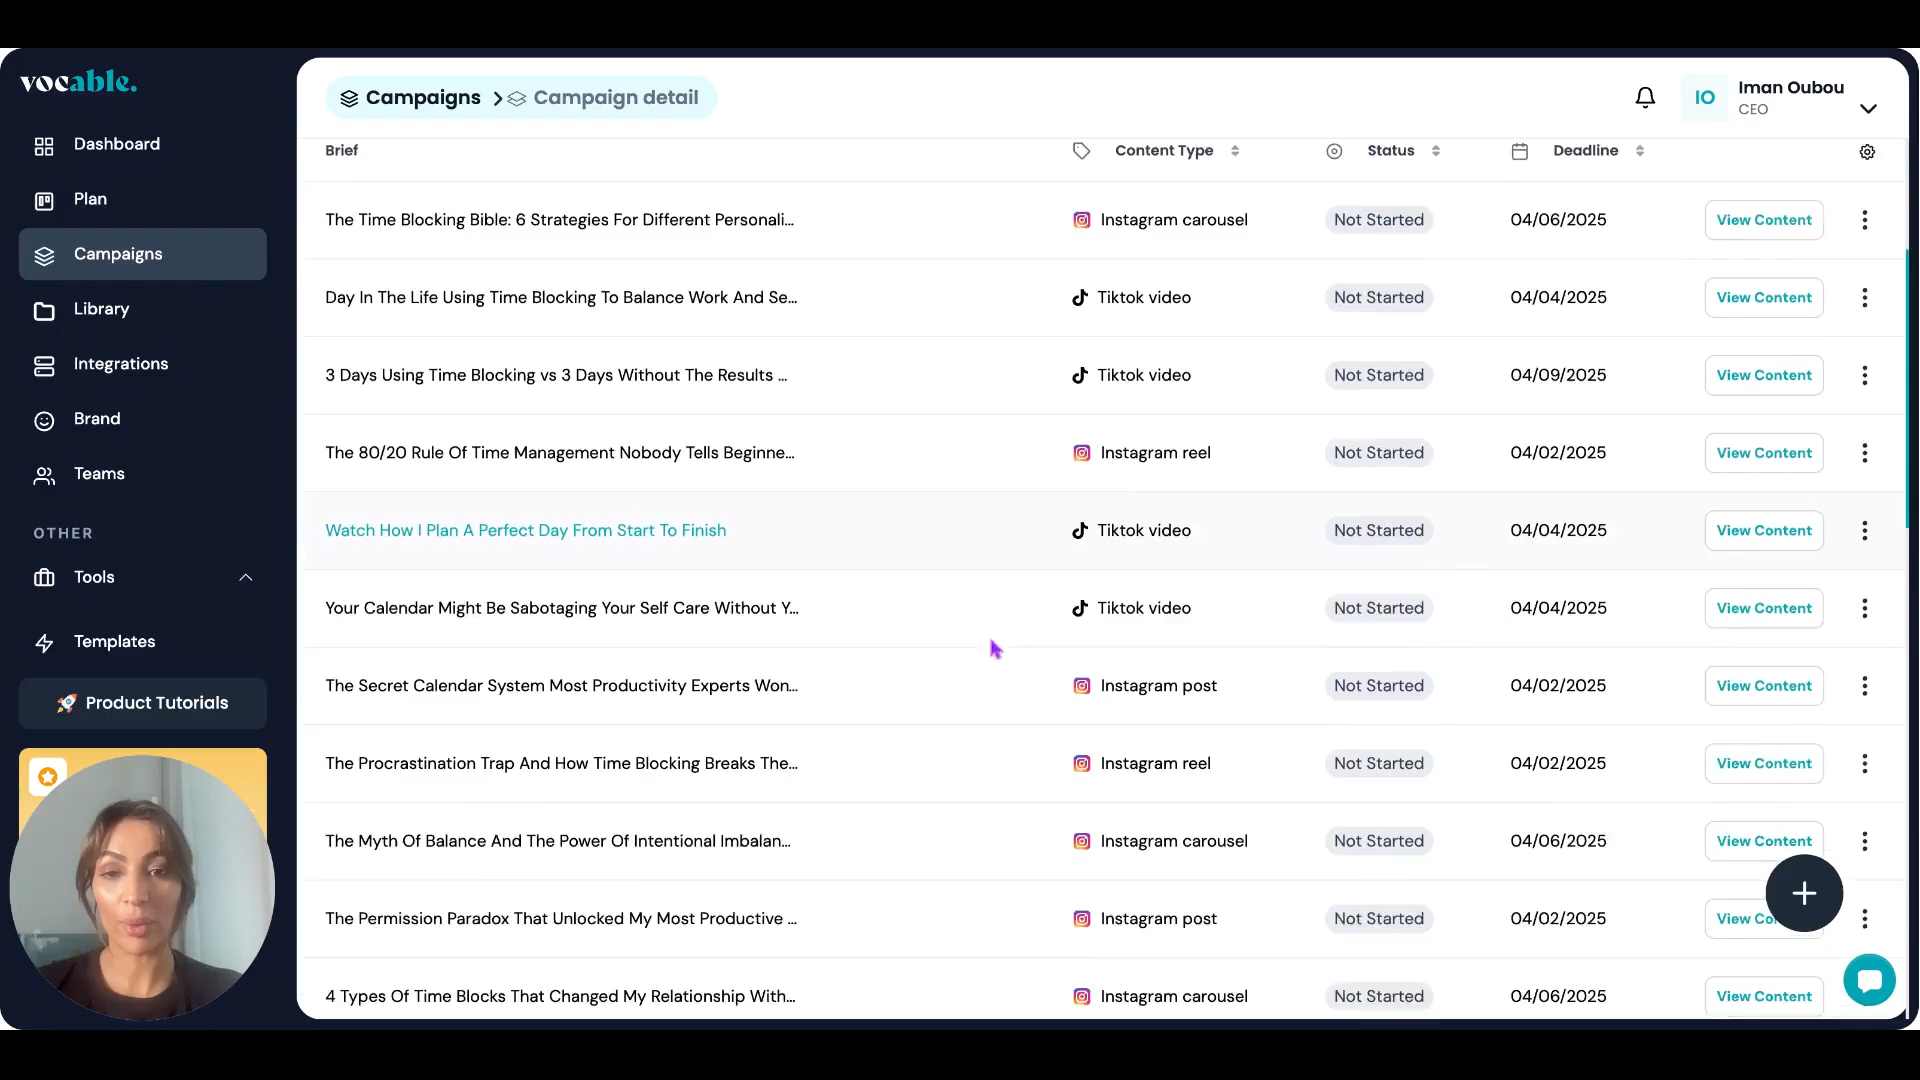 vocable.
Campaigns > Campaign detail
IO
Iman Oubou
CEO
Dashboard
Plan
Campaigns
Library
Integrations
Brand
Teams
OTHER
Tools
Templates
🚀 Product Tutorials
Brief Content Type Status Deadline
The Time Blocking Bible: 6 Strategies For Different Personali... Instagram carousel Not Started 04/06/2025 View Content
Day In The Life Using Time Blocking To Balance Work And Se... Tiktok video Not Started 04/04/2025 View Content
3 Days Using Time Blocking vs 3 Days Without The Results ... Tiktok video Not Started 04/09/2025 View Content
The 80/20 Rule Of Time Management Nobody Tells Beginne... Instagram reel Not Started 04/02/2025 View Content
Watch How I Plan A Perfect Day From Start To Finish Tiktok video Not Started 04/04/2025 View Content
Your Calendar Might Be Sabotaging Your Self Care Without Y... Tiktok video Not Started 04/04/2025 View Content
The Secret Calendar System Most Productivity Experts Won... Instagram post Not Started 04/02/2025 View Content
The Procrastination Trap And How Time Blocking Breaks The... Instagram reel Not Started 04/02/2025 View Content
The Myth Of Balance And The Power Of Intentional Imbalan... Instagram carousel Not Started 04/06/2025 View Content
The Permission Paradox That Unlocked My Most Productive ... Instagram post Not Started 04/02/2025 View
4 Types Of Time Blocks That Changed My Relationship With... Instagram carousel Not Started 04/06/2025 View Content